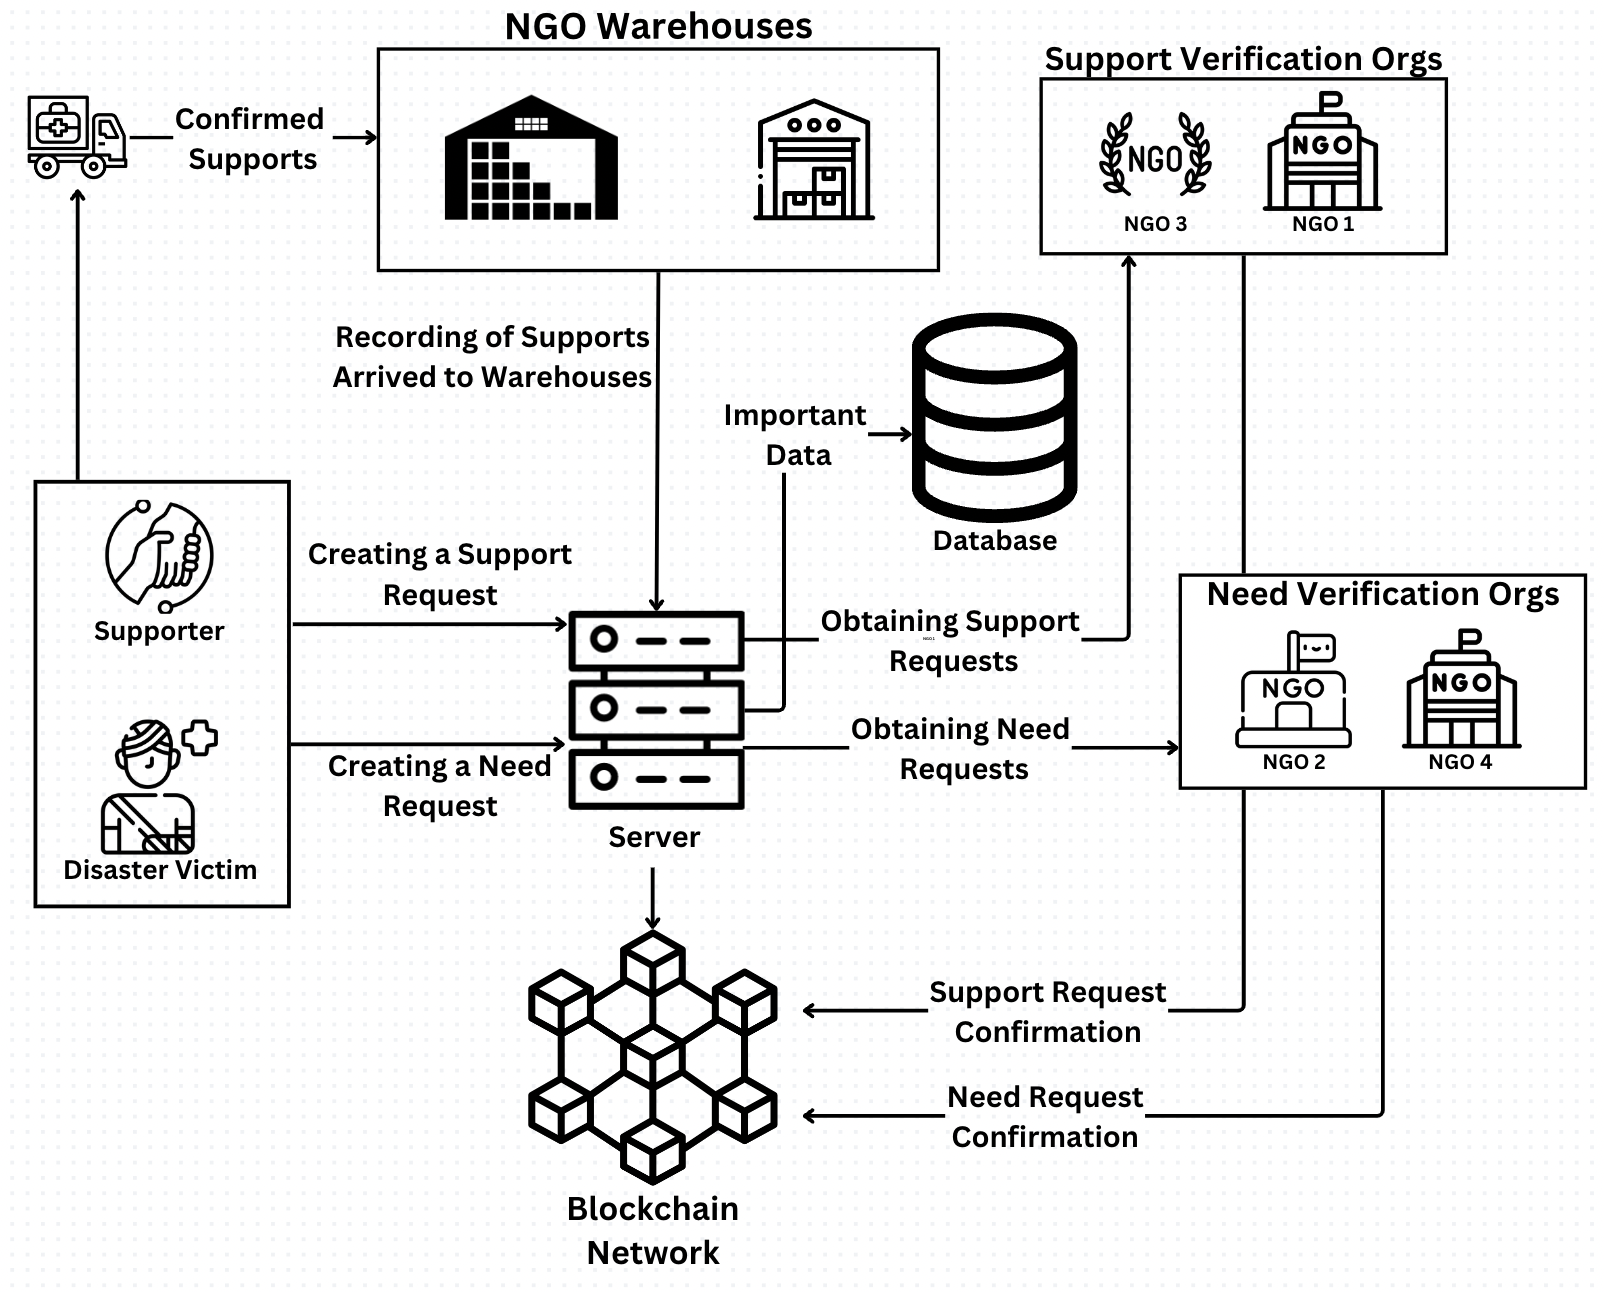 NGO Warehouses
Support Verification Orgs
Confirmed
Supports
NGO
NGO
NGO 3
NGO 1
Recording of Supports
Arrived to Warehouses
Important
Data
Database
Creating a Support
Request
Supporter
Obtaining Support
Requests
Need Verification Orgs
NGO
NGO
NGO 2
NGO 4
Obtaining Need
Requests
Creating a Need
Request
Disaster Victim
Server
Support Request
Confirmation
Need Request
Confirmation
Blockchain
Network